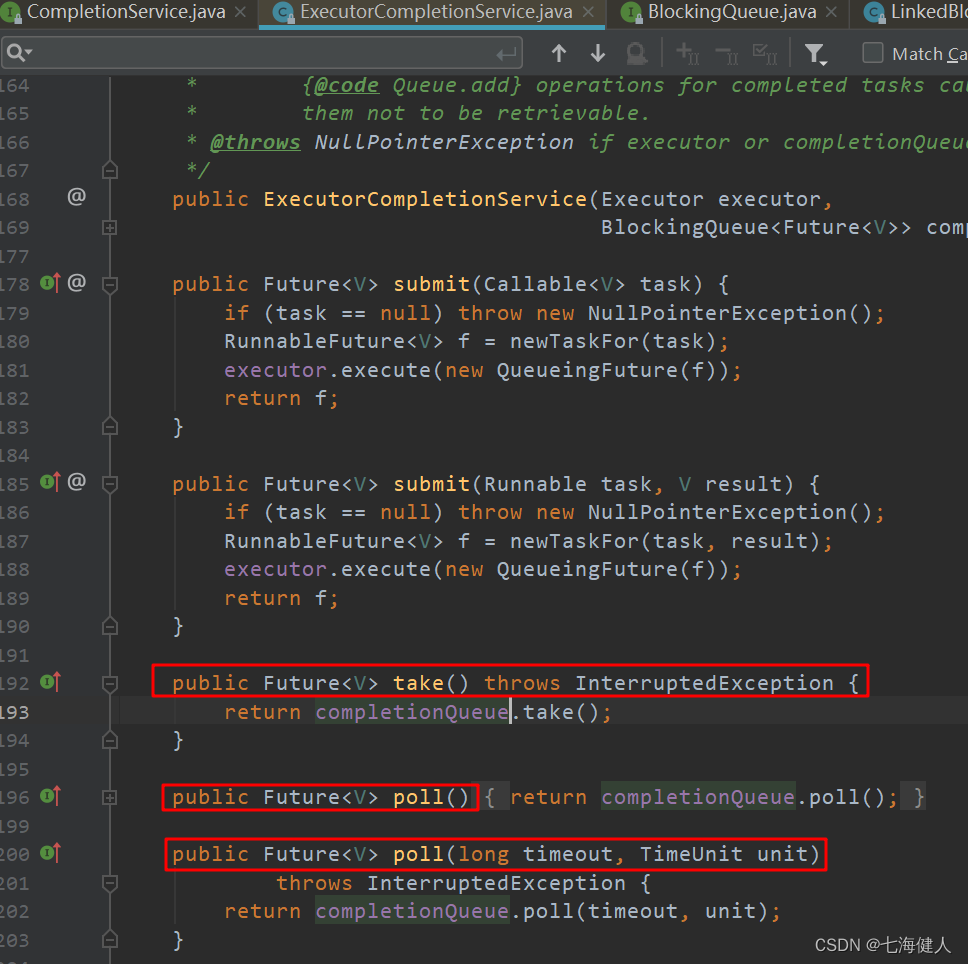 CompletionService.java × ExecutorCompletionService.java × BlockingQueue.java × LinkedBlo
Match Ca
164 * {@code Queue.add} operations for completed tasks cau
165 * them not to be retrievable.
166 * @throws NullPointerException if executor or completionQueue
167 */
168 @ public ExecutorCompletionService(Executor executor,
169 BlockingQueue<Future<V>> comp
177
178 @ public Future<V> submit(Callable<V> task) {
179 if (task == null) throw new NullPointerException();
180 RunnableFuture<V> f = newTaskFor(task);
181 executor.execute(new QueueingFuture(f));
182 return f;
183 }
184
185 @ public Future<V> submit(Runnable task, V result) {
186 if (task == null) throw new NullPointerException();
187 RunnableFuture<V> f = newTaskFor(task, result);
188 executor.execute(new QueueingFuture(f));
189 return f;
190 }
191
192 public Future<V> take() throws InterruptedException {
193 return completionQueue.take();
194 }
195
196 public Future<V> poll() { return completionQueue.poll(); }
199
200 public Future<V> poll(long timeout, TimeUnit unit)
201 throws InterruptedException {
202 return completionQueue.poll(timeout, unit);
203 }
CSDN @七海健人